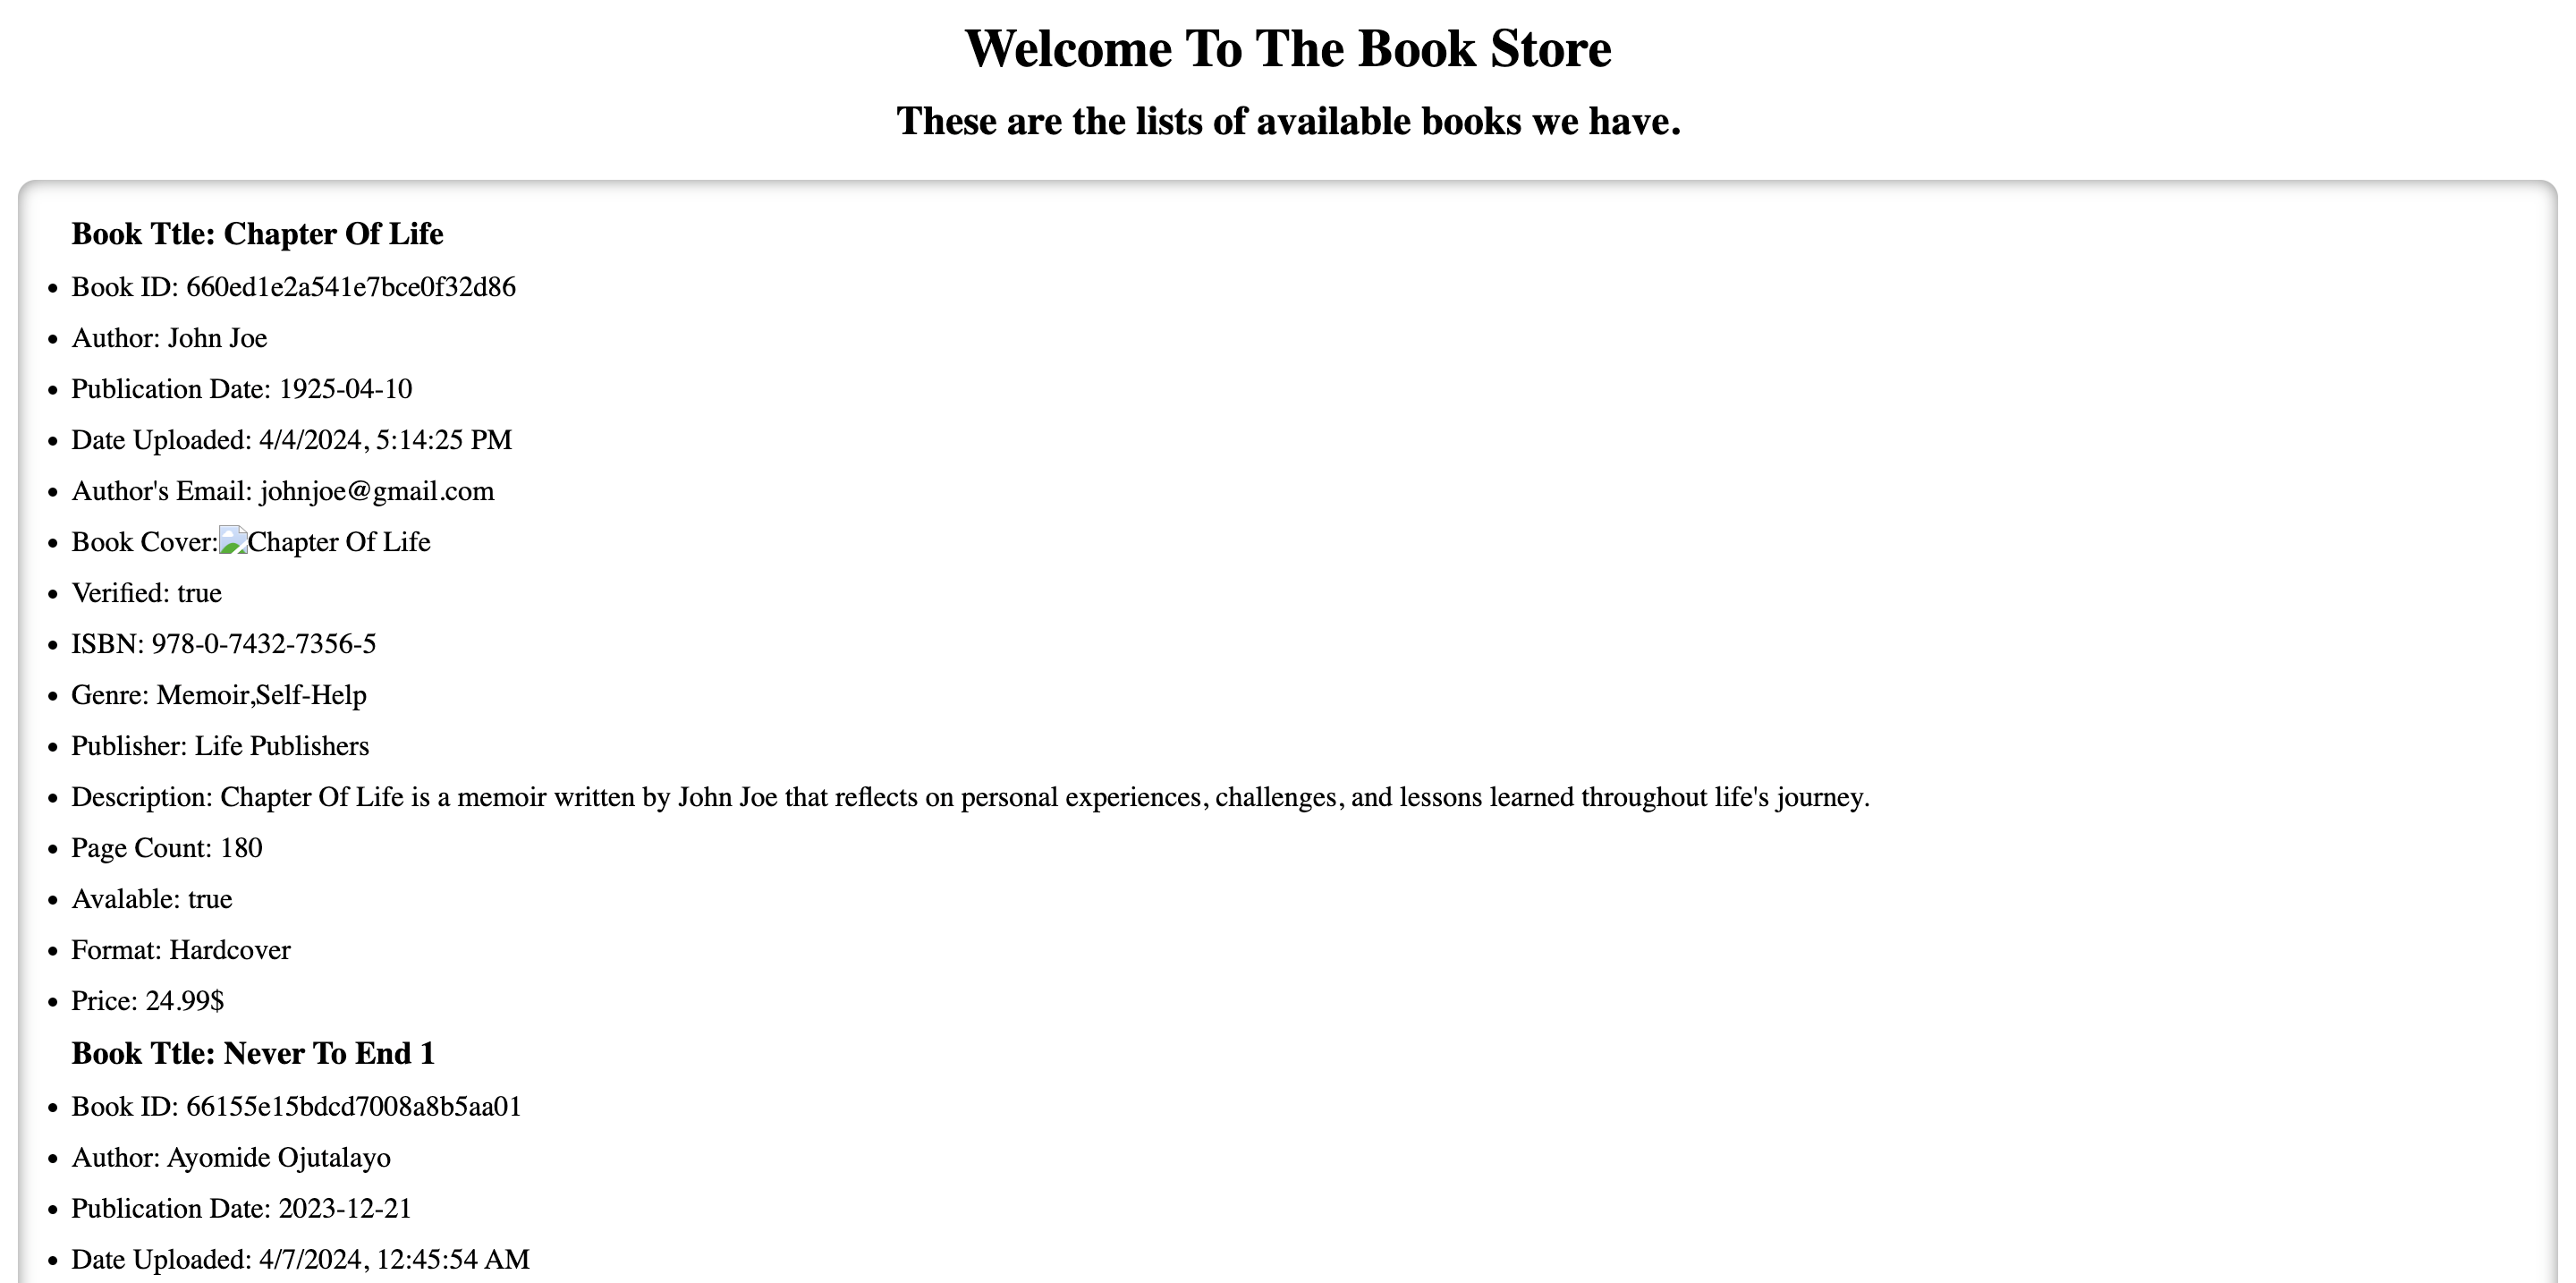 Welcome To The Book Store
These are the lists of available books we have.
Book Ttle: Chapter Of Life
Book ID: 660ed1e2a541e7bce0f32d86
Author: John Joe
Publication Date: 1925-04-10
Date Uploaded: 4/4/2024, 5:14:25 PM
Author's Email: johnjoe@gmail.com
Book Cover:Chapter Of Life
Verified: true
ISBN: 978-0-7432-7356-5
Genre: Memoir,Self-Help
Publisher: Life Publishers
Description: Chapter Of Life is a memoir written by John Joe that reflects on personal experiences, challenges, and lessons learned throughout life's journey.
Page Count: 180
Avalable: true
Format: Hardcover
Price: 24.99$
Book Ttle: Never To End 1
Book ID: 66155e15bdcd7008a8b5aa01
Author: Ayomide Ojutalayo
Publication Date: 2023-12-21
Date Uploaded: 4/7/2024, 12:45:54 AM